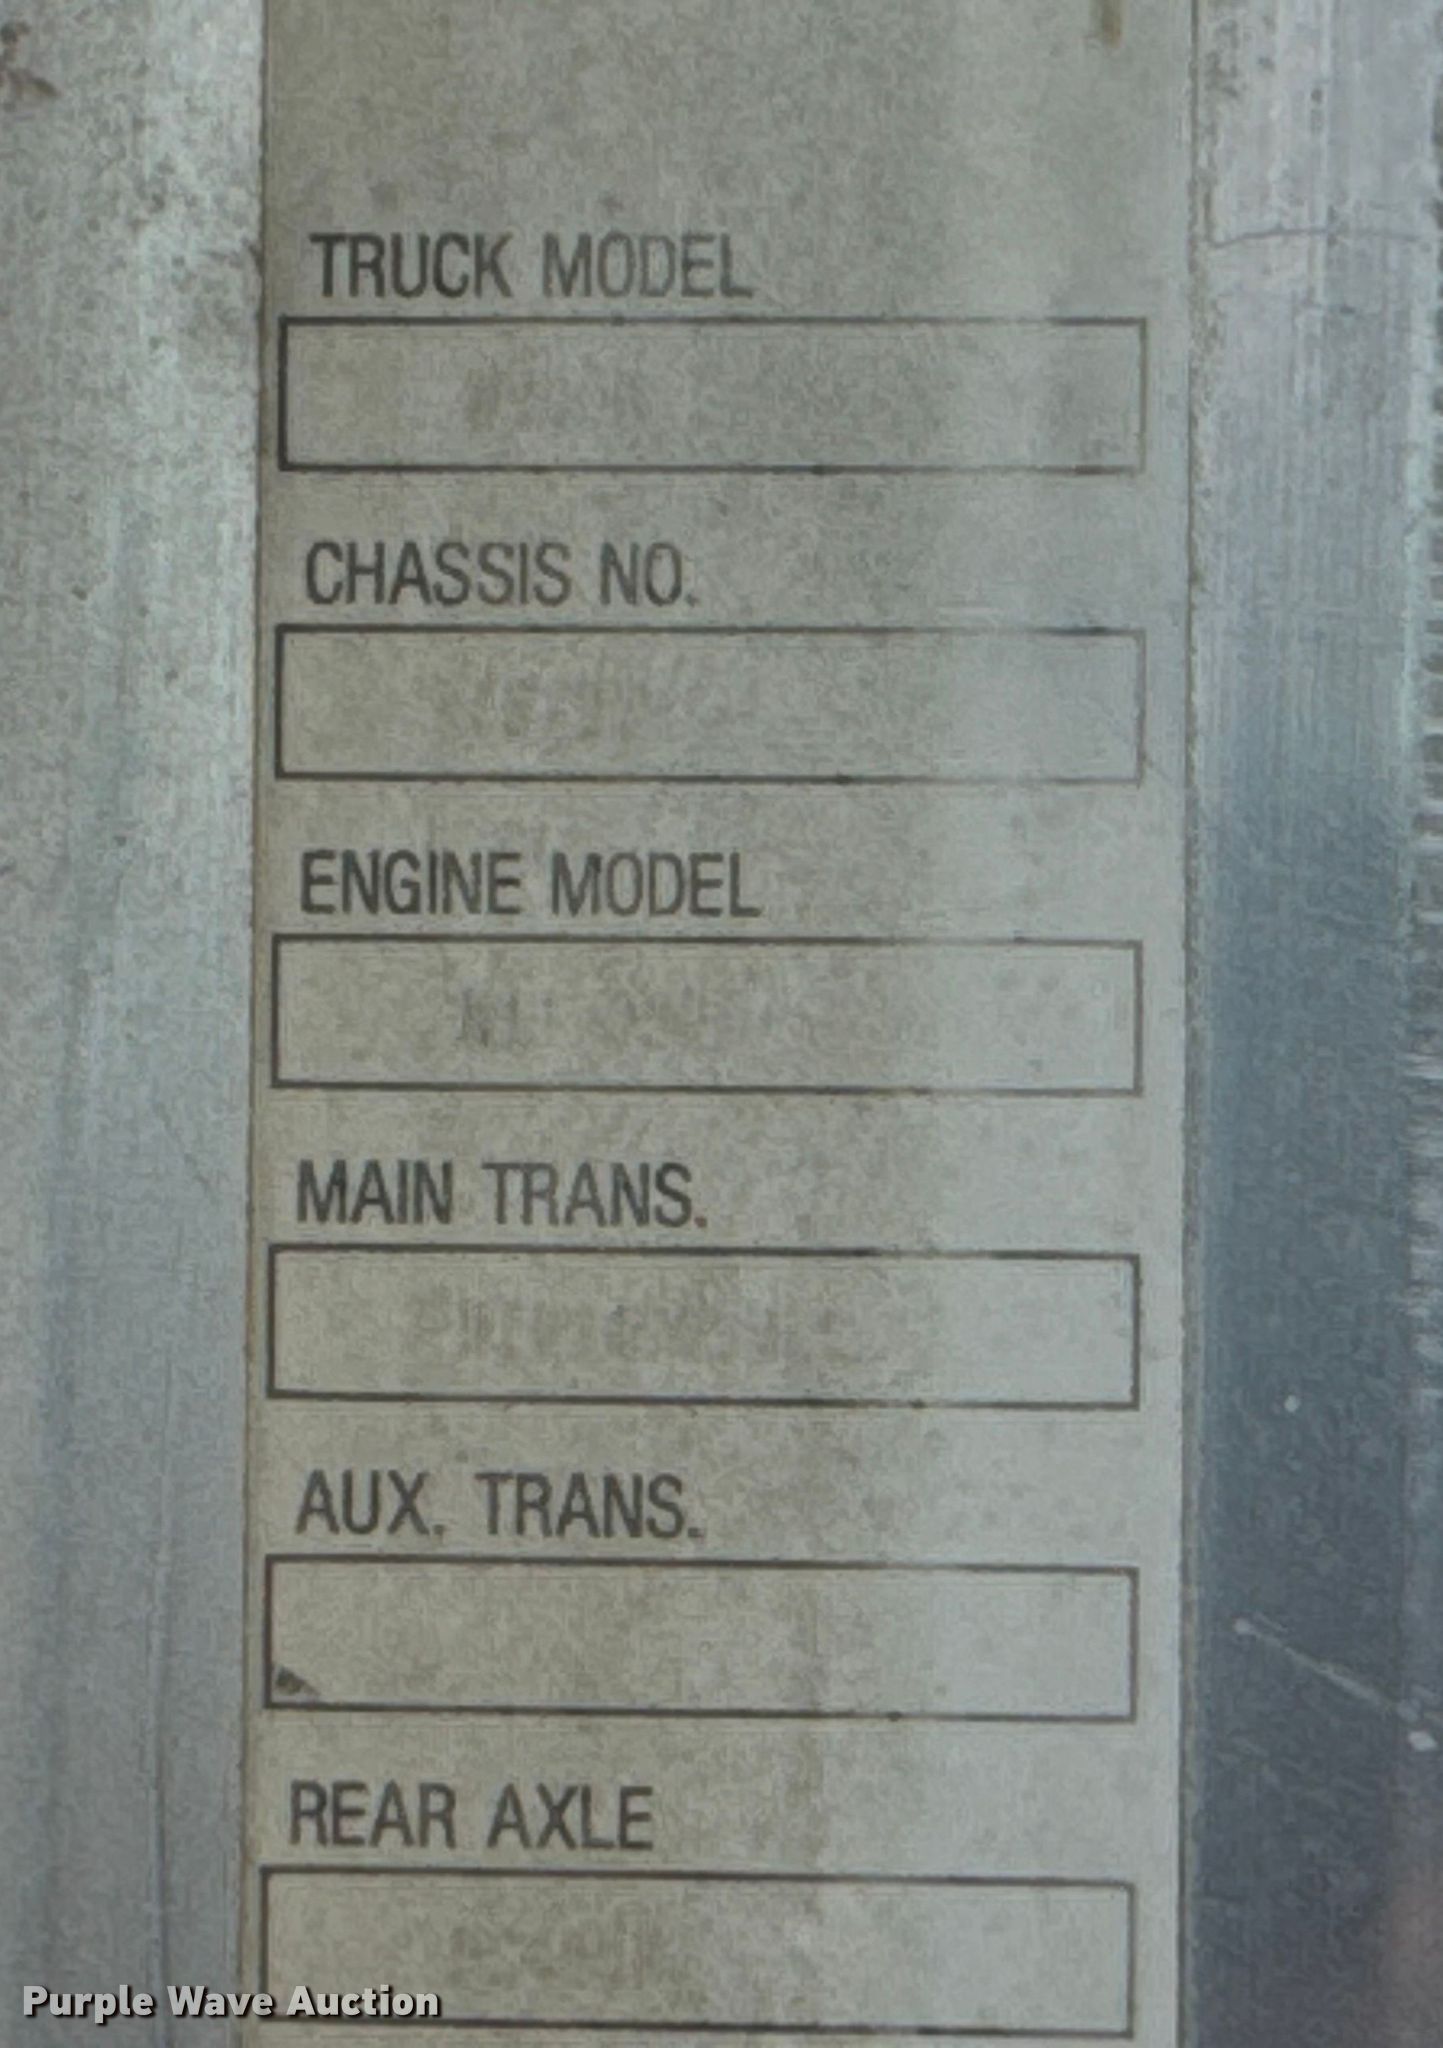 TRUCK MODEL
CHASSIS NO.
ENGINE MODEL
MAIN TRANS.
AUX. TRANS.
REAR AXLE
Purple Wave Auction